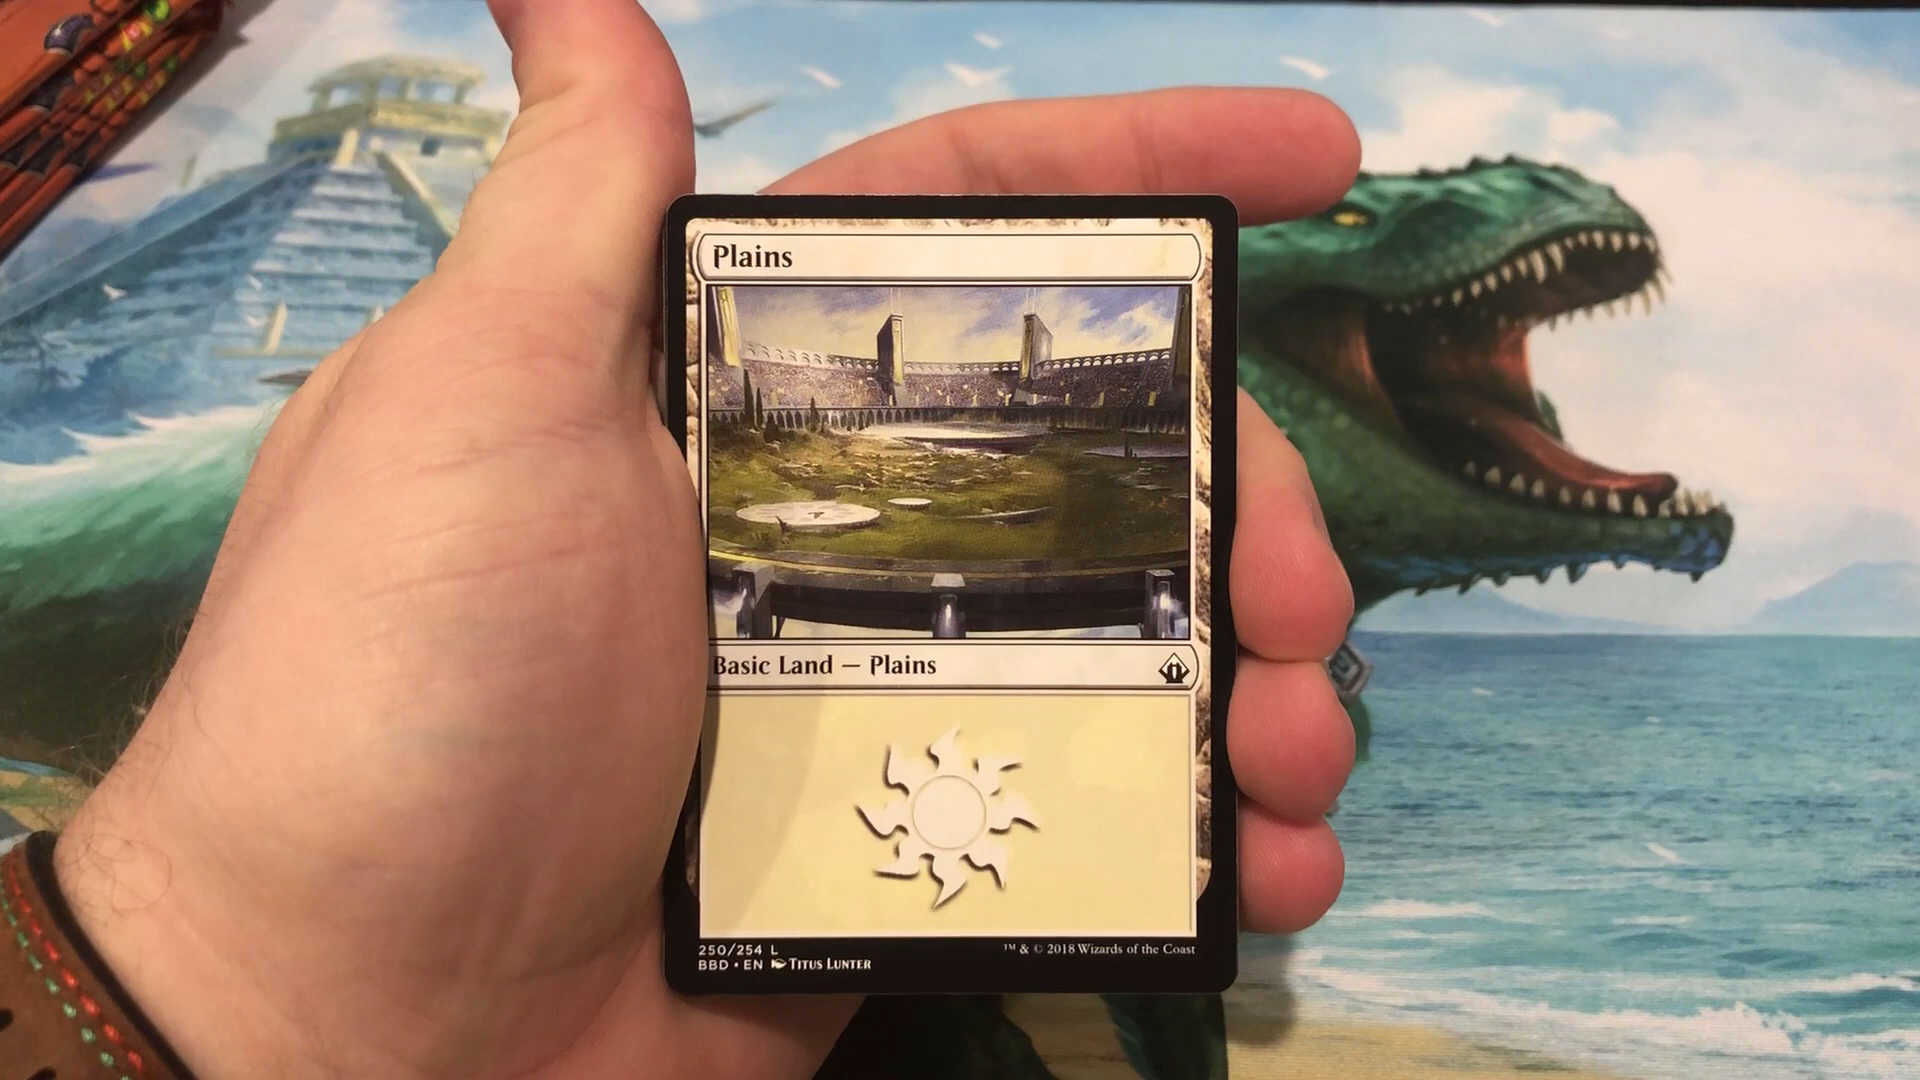 Plains
Basic Land — Plains
250/254 L
™ & © 2018 Wizards of the Coast
BBD • EN Titus Lunter